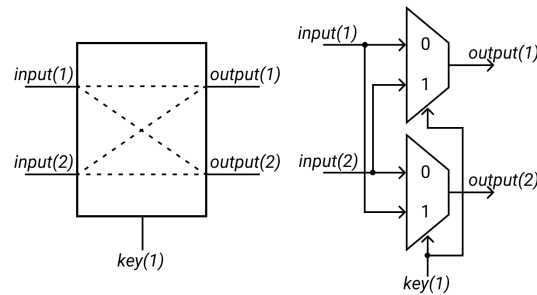 input(1)
output(1)
input(2)
output(2)
key(1)
input(1)
0
output(1)
1
input(2)
0
output(2)
1
key(1)